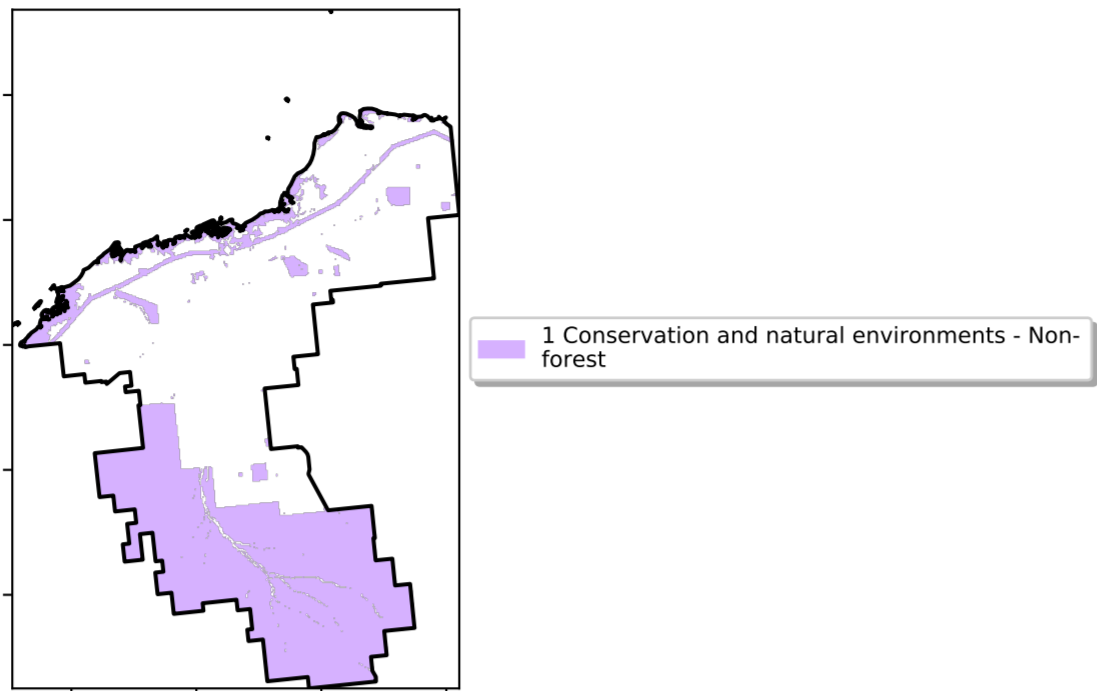 1 Conservation and natural environments - Non-
forest